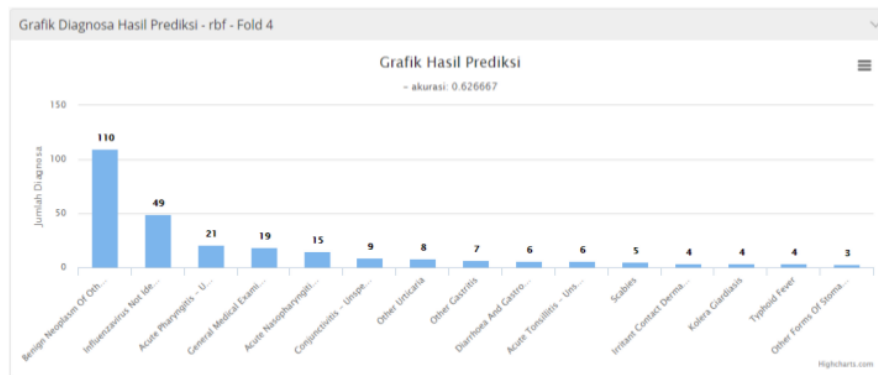 Grafik Diagnosa Hasil Prediksi - rbf - Fold 4
Grafik Hasil Prediksi
- akurasi: 0.626667
Jumlah Diagnosa
150
100
50
0
110
49
21
19
15
9
8
7
6
6
5
4
4
4
3
Benign Neoplasm Of Oth...
Influenzavirus Not Ide...
Acute Pharyngitis - U...
General Medical Exami...
Acute Nasopharyngiti...
Conjunctivitis - Unspe...
Other Urticaria
Other Gastritis
Diarrhoea And Gastro...
Acute Tonsillitis - Uns...
Scabies
Irritant Contact Derma...
Kolera Giardiasis
Typhoid Fever
Other Forms Of Stoma...
Highcharts.com